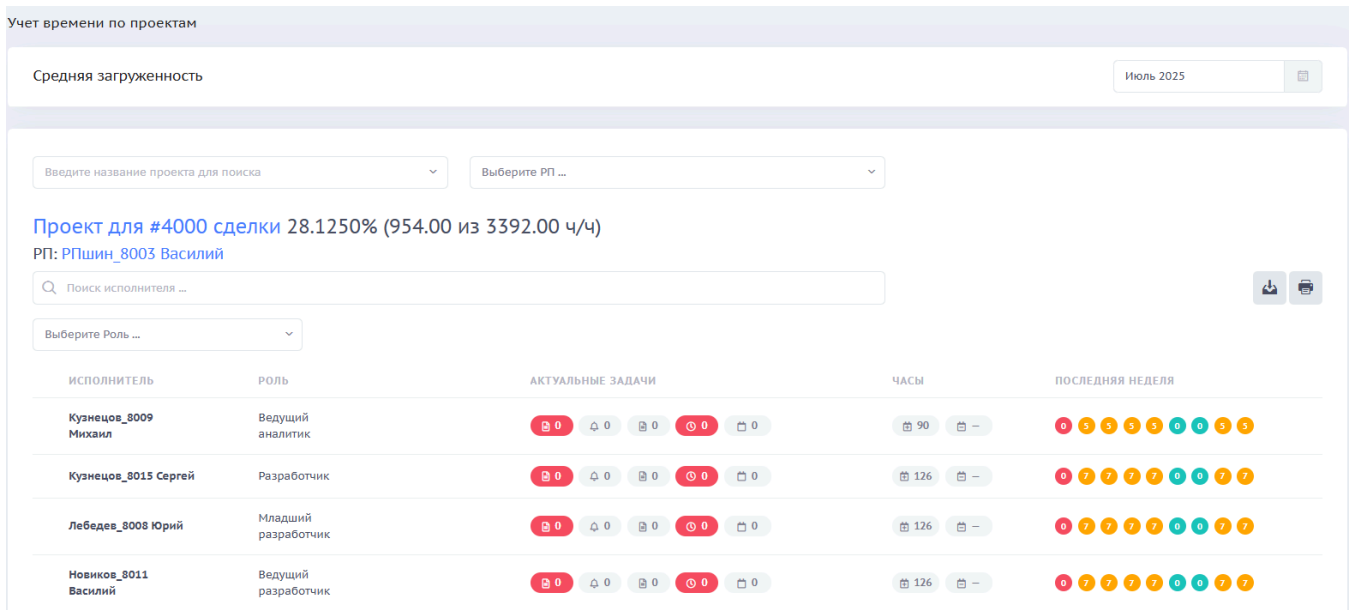 Учет времени по проектам
Средняя загруженность
Июль 2025
Введите название проекта для поиска
Выберите РП ...
Проект для #4000 сделки 28.1250% (954.00 из 3392.00 ч/ч)
РП: РПшин_8003 Василий
Поиск исполнителя ...
Выберите Роль ...
ИСПОЛНИТЕЛЬ РОЛЬ АКТУАЛЬНЫЕ ЗАДАЧИ ЧАСЫ ПОСЛЕДНЯЯ НЕДЕЛЯ
Кузнецов_8009 Ведущий
Михаил аналитик
0 0 0 0 0 90 – 0 5 5 5 5 0 0 5 5
Кузнецов_8015 Сергей Разработчик 0 0 0 0 0 126 – 0 7 7 7 7 0 0 7 7
Лебедев_8008 Юрий Младший
разработчик
0 0 0 0 0 126 – 0 7 7 7 7 0 0 7 7
Новиков_8011 Ведущий
Василий разработчик
0 0 0 0 0 126 – 0 7 7 7 7 0 0 7 7